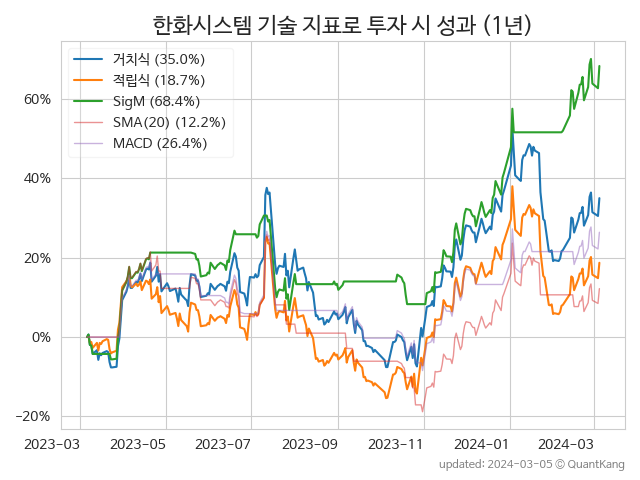 한화시스템 기술 지표로 투자 시 성과 (1년)
거치식 (35.0%)
적립식 (18.7%)
SigM (68.4%)
SMA(20) (12.2%)
MACD (26.4%)
60%
40%
20%
0%
−20%
2023-03
2023-05
2023-07
2023-09
2023-11
2024-01
2024-03
updated: 2024-03-05 ⓒ QuantKang